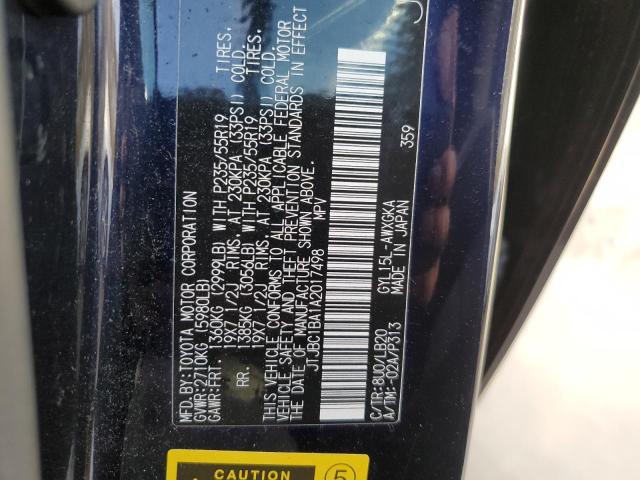 MFD.BY:TOYOTA MOTOR CORPORATION
GVWR:2710KG (5980LB)
GAWR:FRT. 1360KG (2999LB) WITH P235/55R19 TIRES.
19X7 1/2J RIMS, AT 230KPA (33PSI) COLD.
RR. 1385KG (3054LB) WITH P235/55R19 TIRES.
19X7 1/2J RIMS, AT 230KPA (33PSI) COLD.
THIS VEHICLE CONFORMS TO ALL APPLICABLE FEDERAL MOTOR
VEHICLE SAFETY AND THEFT PREVENTION STANDARDS IN EFFECT
ON THE DATE OF MANUFACTURE SHOWN ABOVE.
JTJBC1BA1A2017498 MPV
359
C/TR:8U0/LB20 GYL15L-AWXGKA
A/TM:-02A/P313 MADE IN JAPAN
CAUTION
5